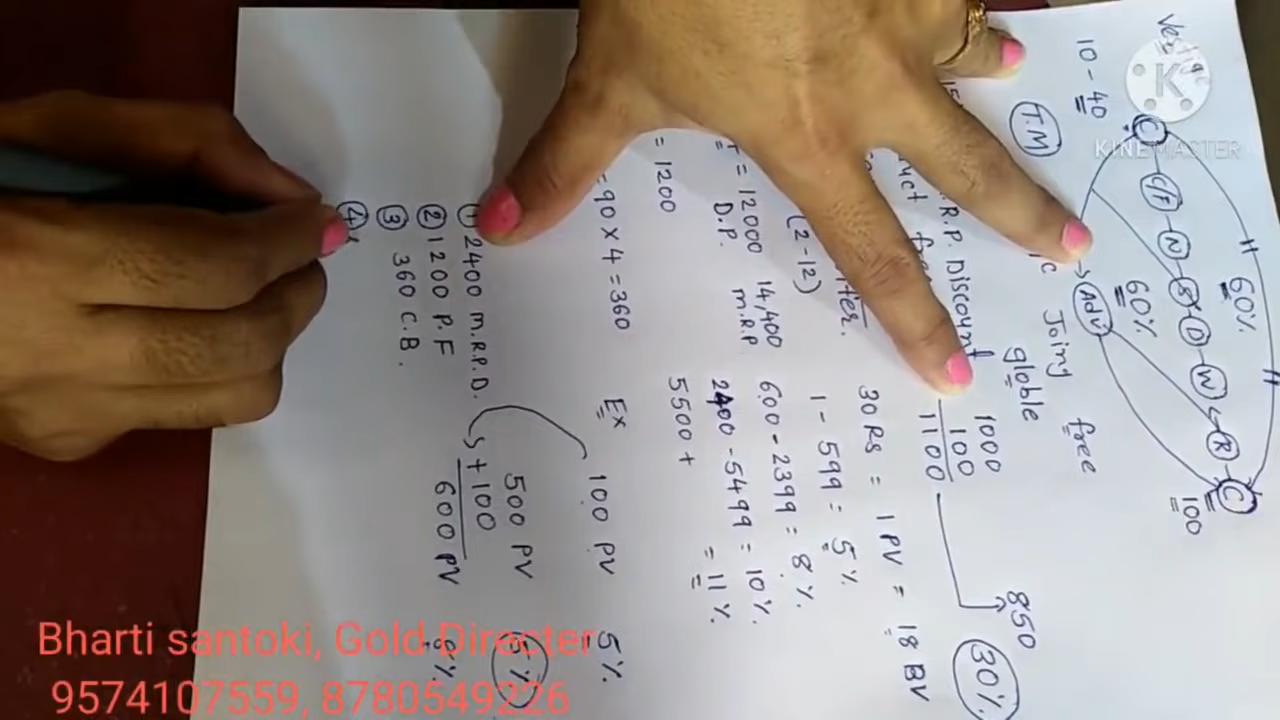 10 - 40
T.M
C
C/F
N
S
D
W
R
C
60%
60%
100
Adv
Joing free
globle
R.P. Discount
1000
100
1100
850
30%
30 Rs = 1 PV = 18 BV
(2-12)
1 - 599 = 5%.
= 12000 14,400
D.P. M.R.P
600 - 2399 = 8%.
2400 - 5499 = 10%.
= 1200
5500 + = 11%.
= 90 x 4 = 360
Ex 100 PV 5%.
500 PV
+ 100
600 PV 8%.
① 2400 M.R.P.D.
② 1200 P.F
③ 360 C.B.
④
K
KINEMASTER
Bharti santoki, Gold Directer
9574107559, 8780549226